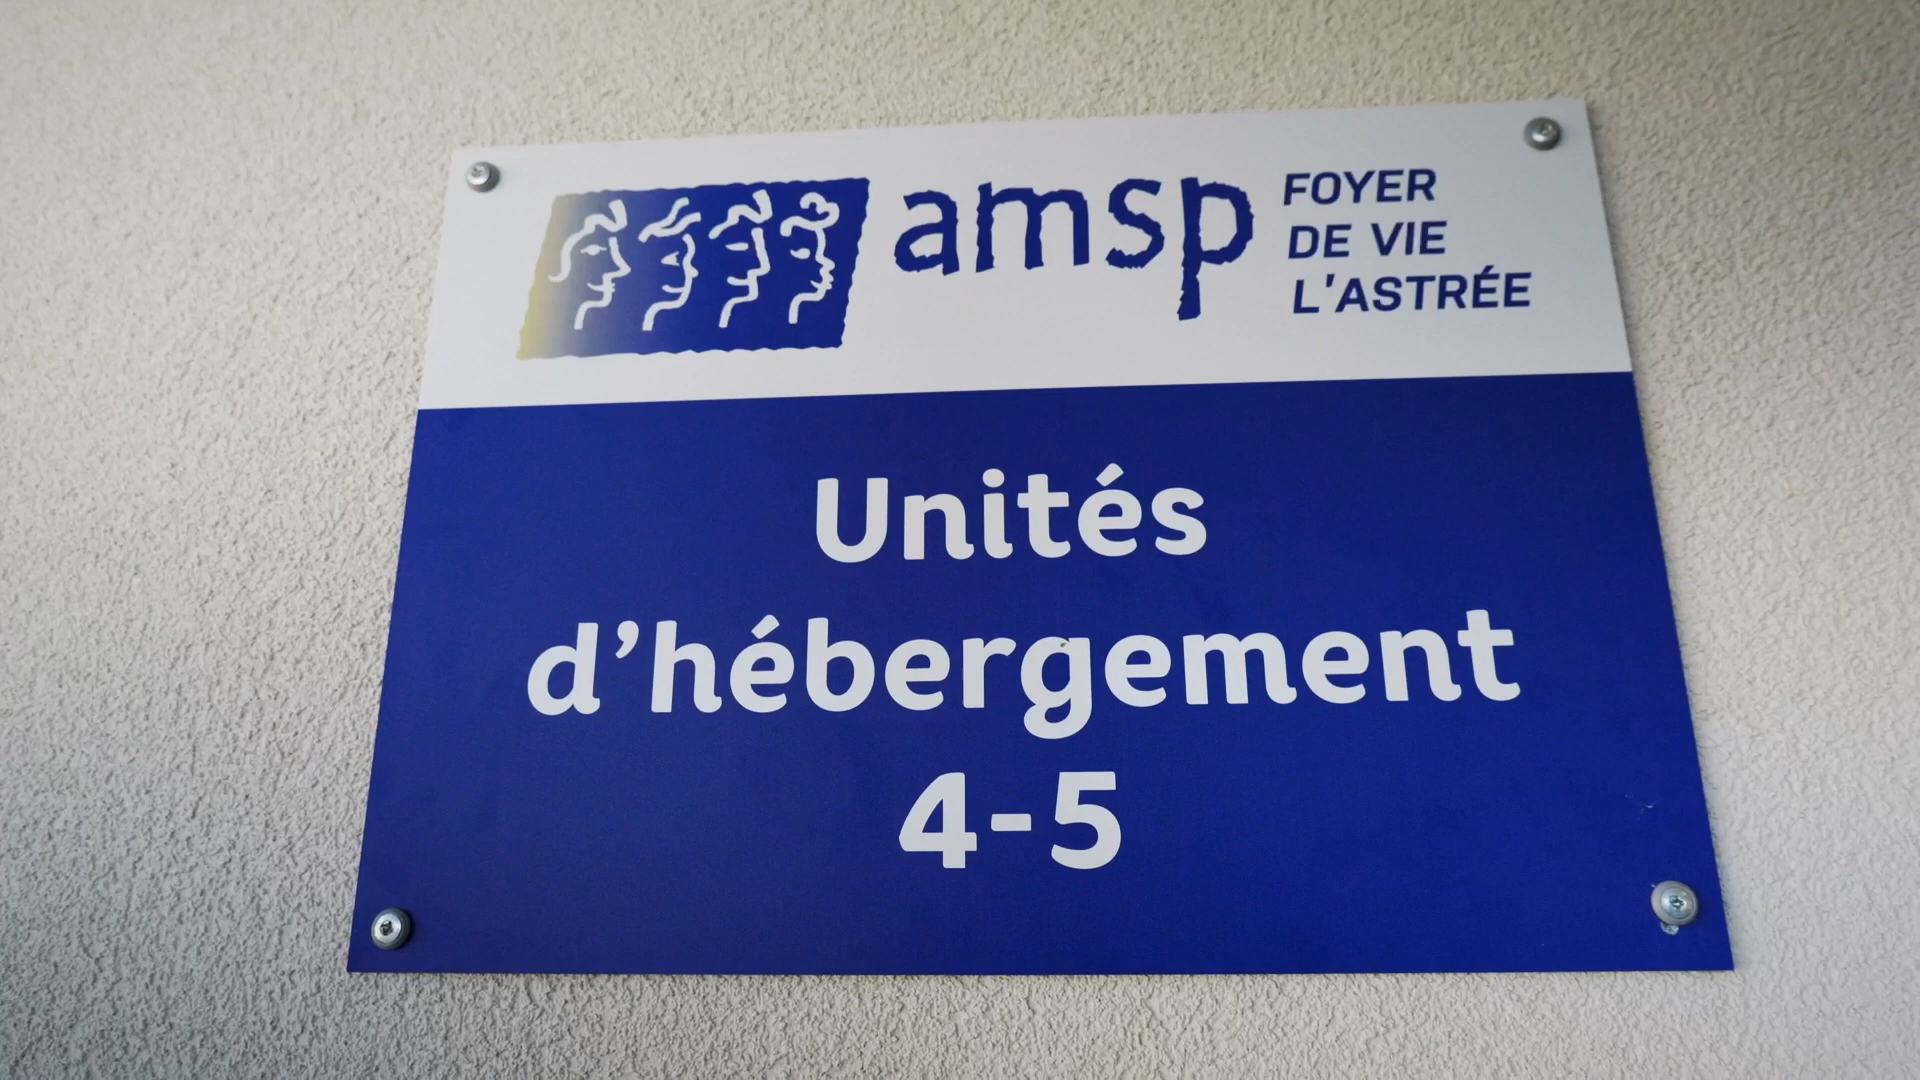 amsp
FOYER
DE VIE
L'ASTRÉE
Unités
d'hébergement
4-5